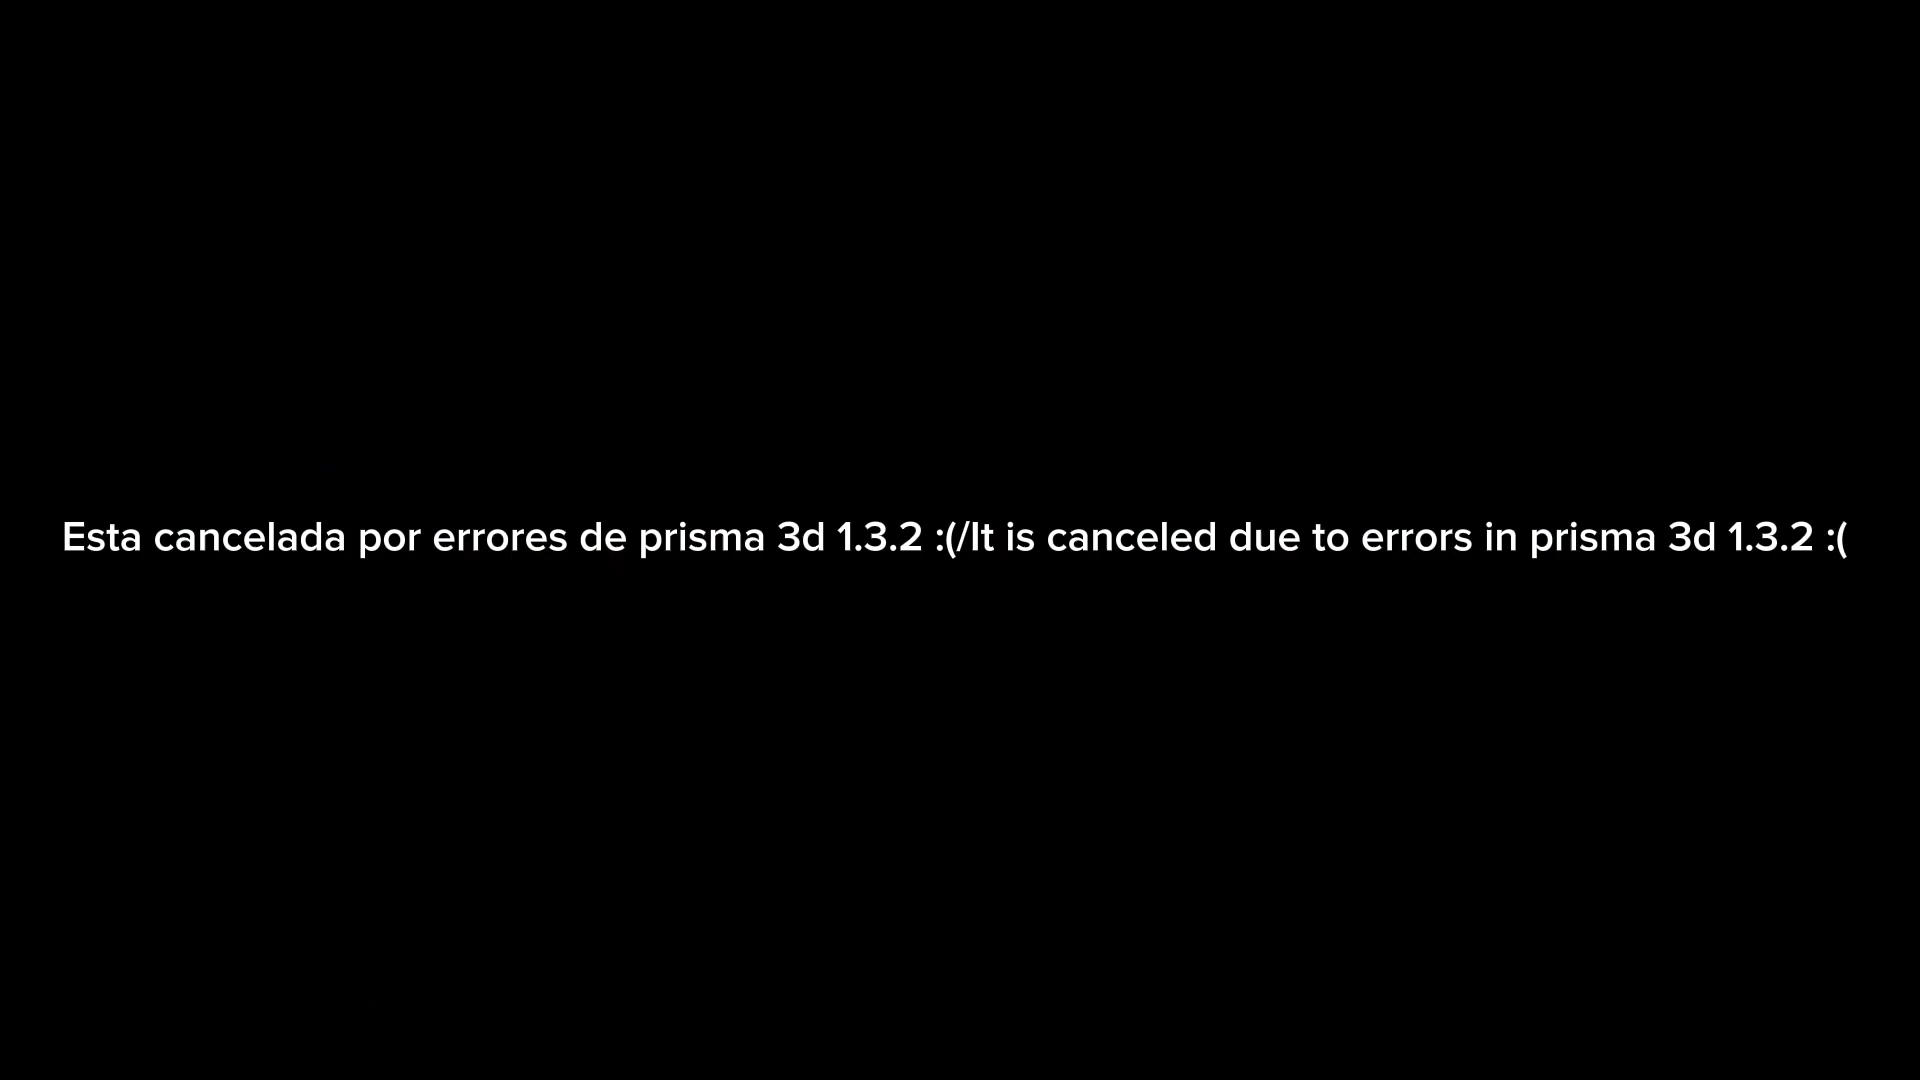 Esta cancelada por errores de prisma 3d 1.3.2 :(/It is canceled due to errors in prisma 3d 1.3.2 :(